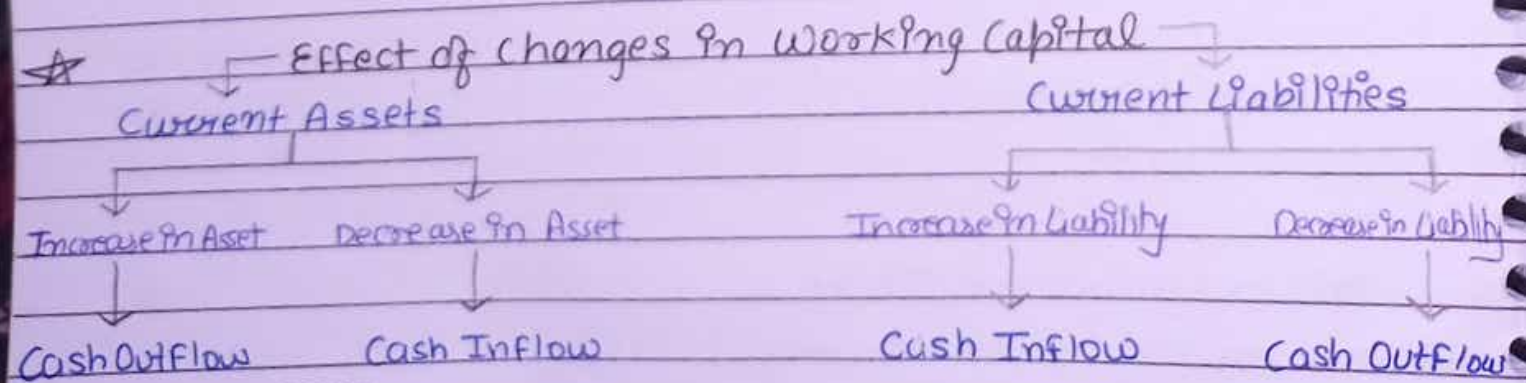 ☆ Effect of Changes in Working Capital
Current Assets Current Liabilities
Increase in Asset Decrease in Asset Increase in Liability Decrease in Liablity
Cash Outflow Cash Inflow Cash Inflow Cash Outflow